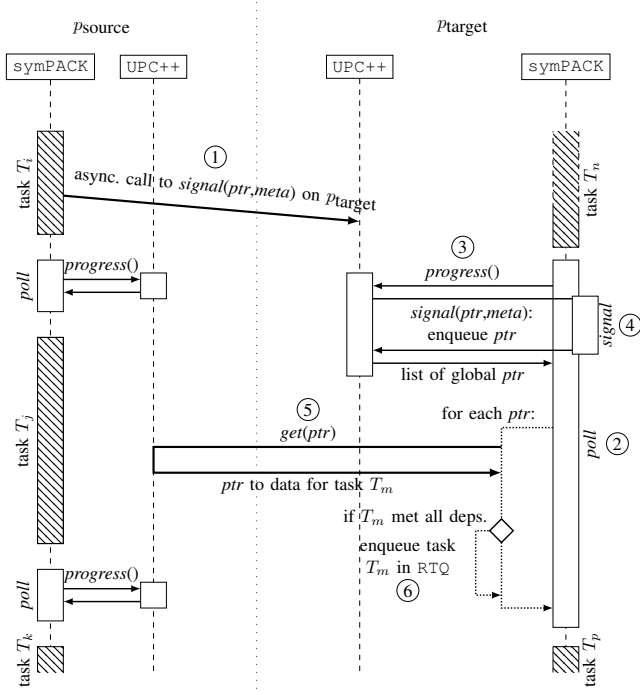 psource
ptarget
symPACK
UPC++
UPC++
symPACK
task Ti
1
async. call to signal(ptr,meta) on ptarget
task Tn
poll
progress()
3
progress()
signal(ptr,meta):
enqueue ptr
signal
4
list of global ptr
task Tj
5
get(ptr)
for each ptr:
poll
2
ptr to data for task Tm
if Tm met all deps.
enqueue task
Tm in RTQ
6
poll
progress()
task Tk
task Tp